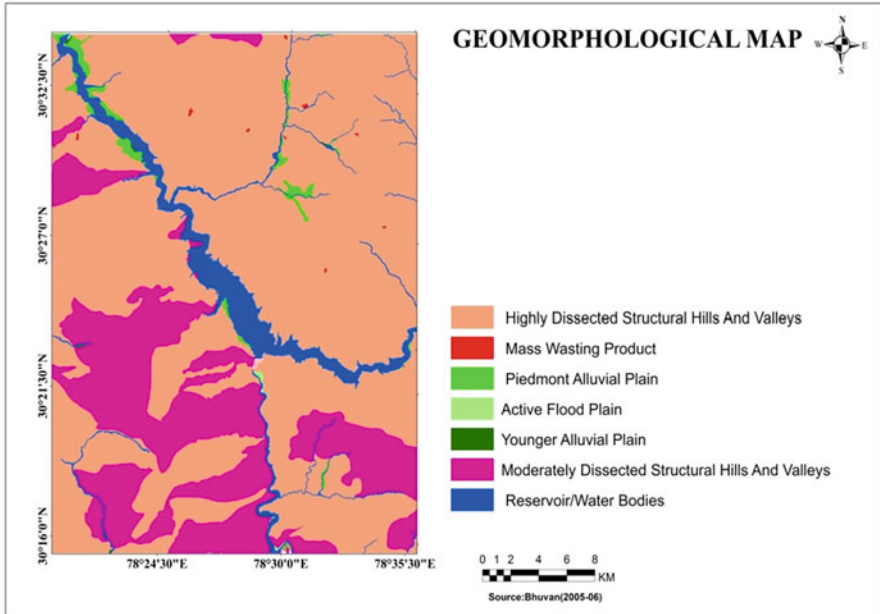 GEOMORPHOLOGICAL MAP
N
W E
S
30°32'30"N
30°27'0"N
30°21'30"N
30°16'0"N
78°24'30"E 78°30'0"E 78°35'30"E
Highly Dissected Structural Hills And Valleys
Mass Wasting Product
Piedmont Alluvial Plain
Active Flood Plain
Younger Alluvial Plain
Moderately Dissected Structural Hills And Valleys
Reservoir/Water Bodies
0 1 2 4 6 8
KM
Source:Bhuvan(2005-06)